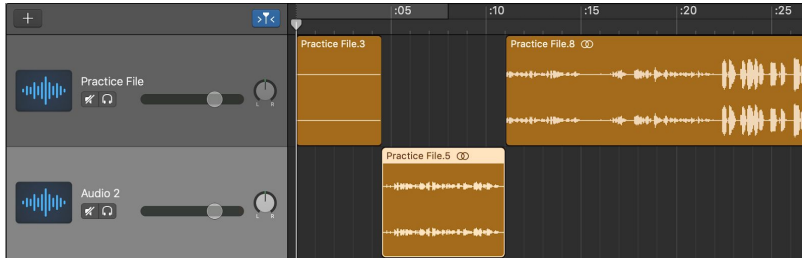 :05 :10 :15 :20 :25
Practice File.3
Practice File.8
Practice File
L R
Practice File.5
Audio 2
L R